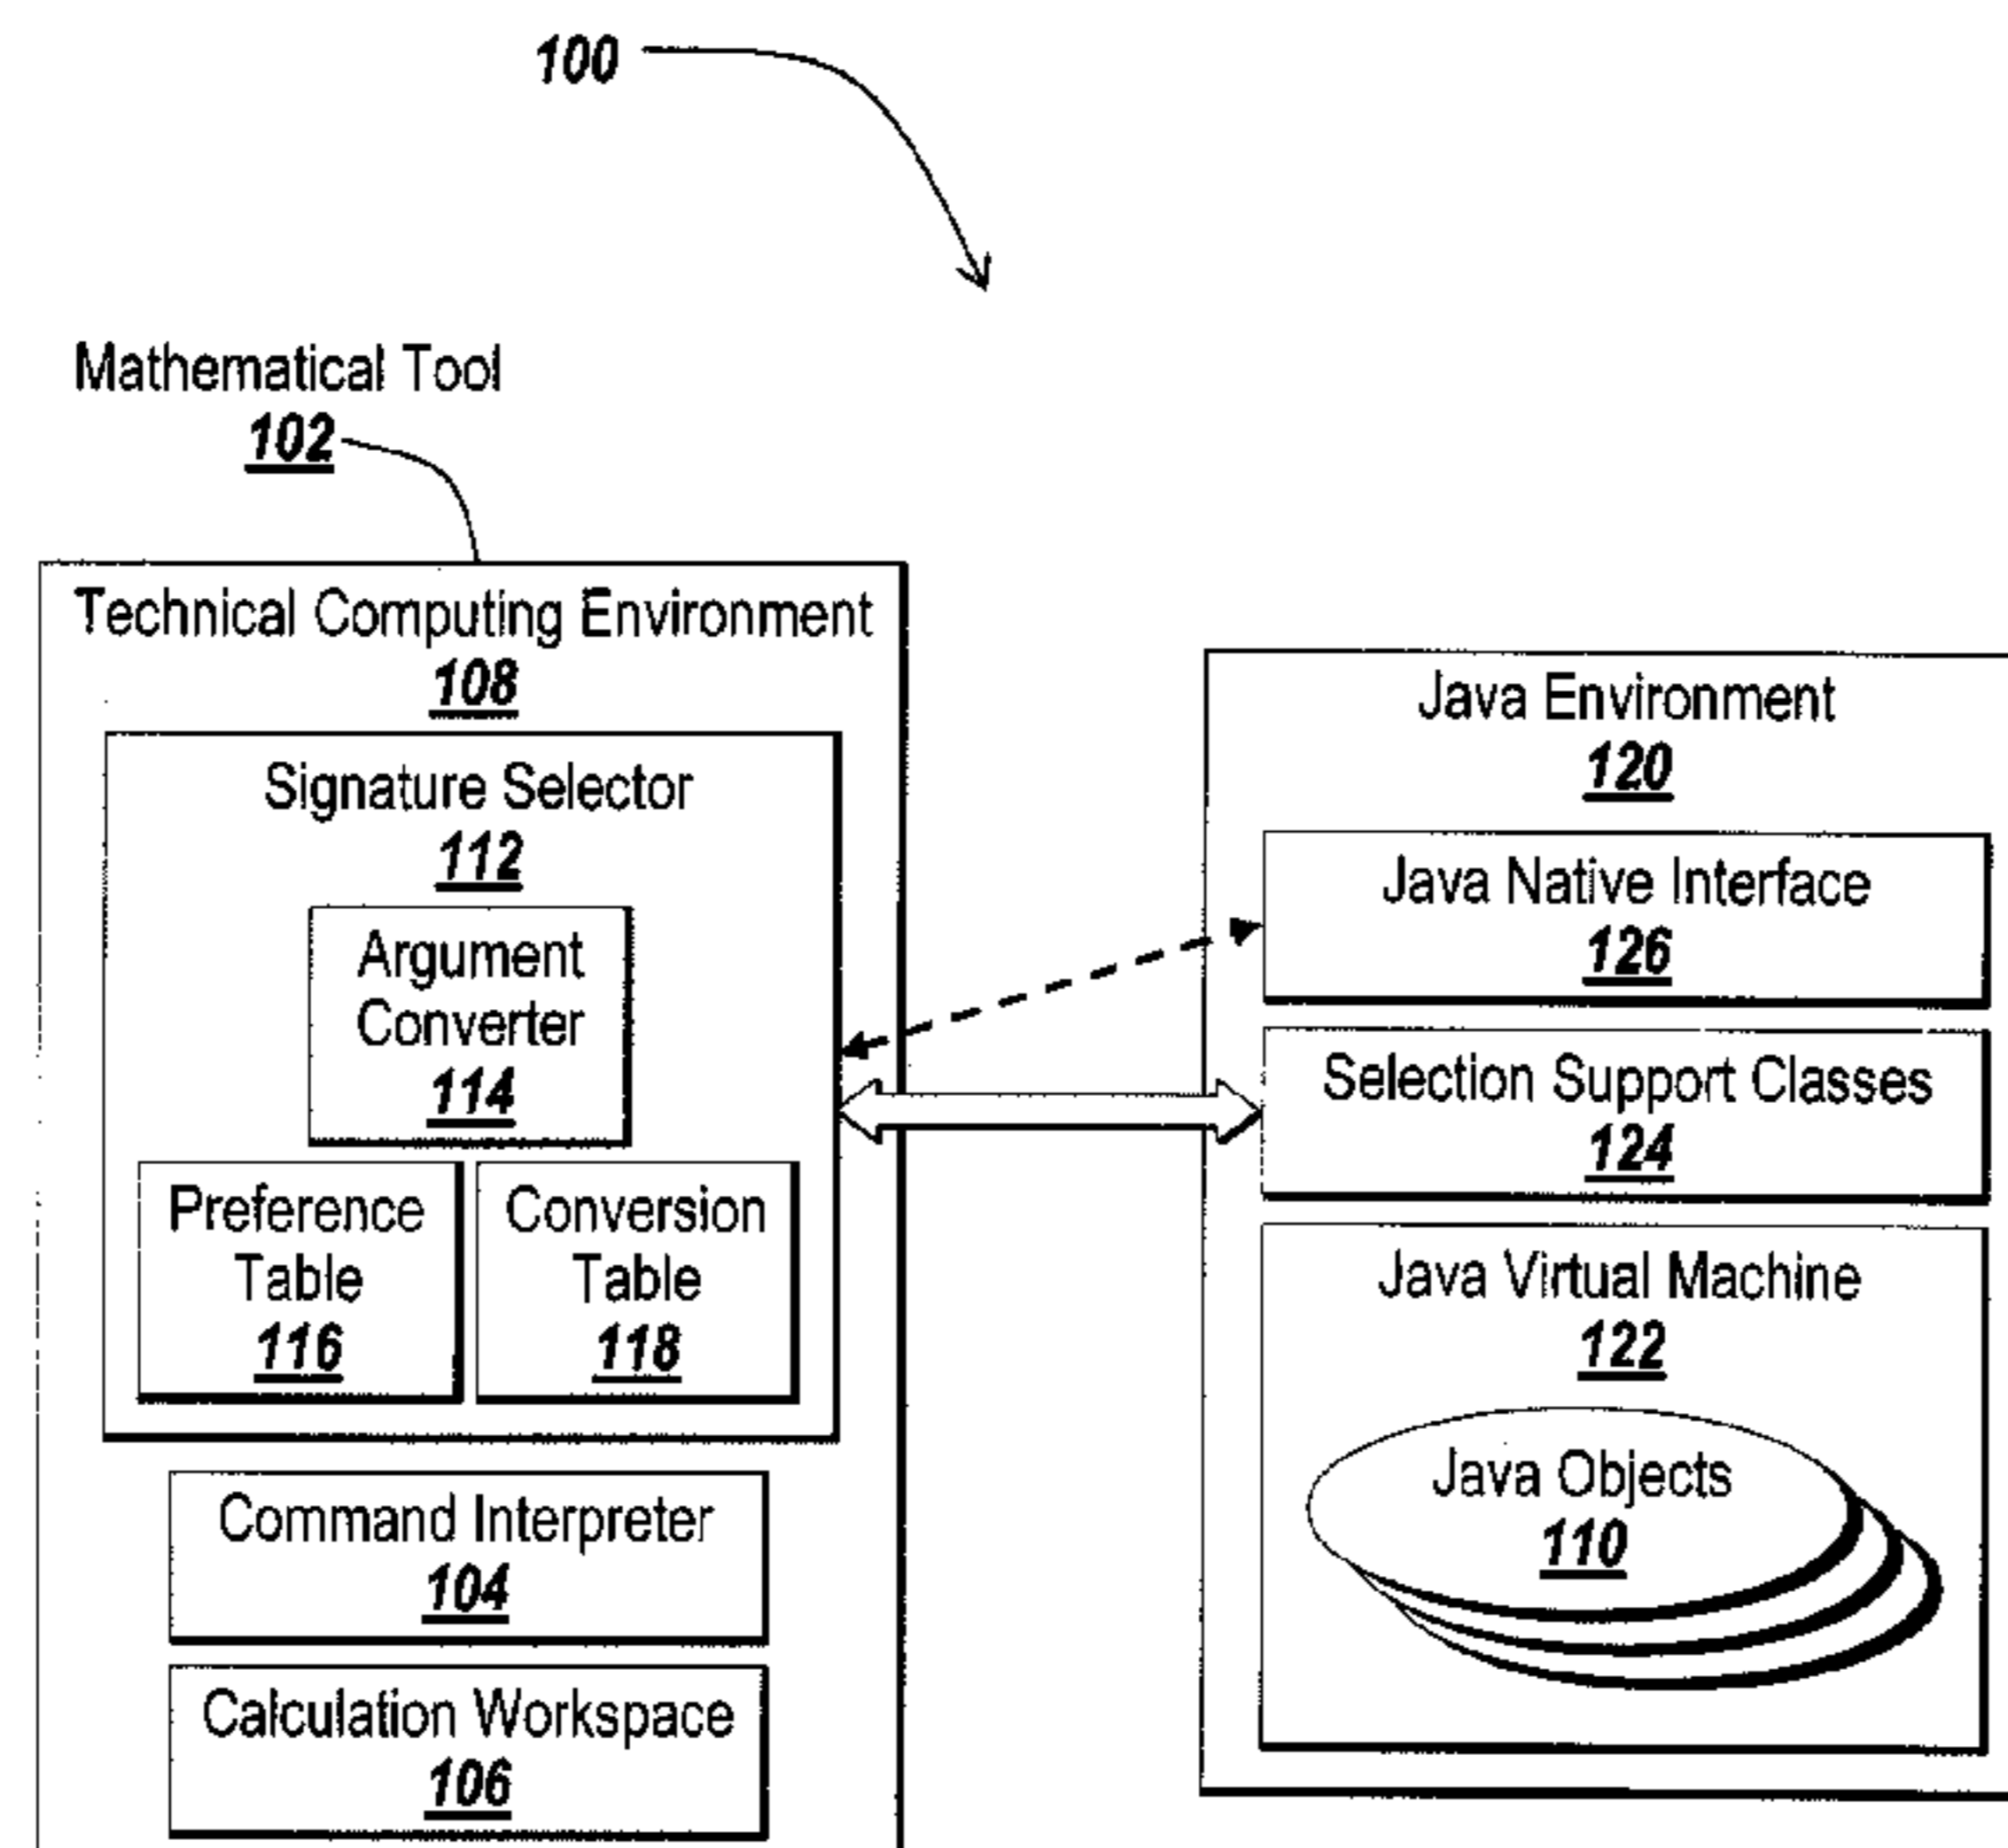 100
Mathematical Tool
102
Technical Computing Environment
108
Signature Selector
112
Argument
Converter
114
Preference
Table
116
Conversion
Table
118
Command Interpreter
104
Calculation Workspace
106
Java Environment
120
Java Native Interface
126
Selection Support Classes
124
Java Virtual Machine
122
Java Objects
110